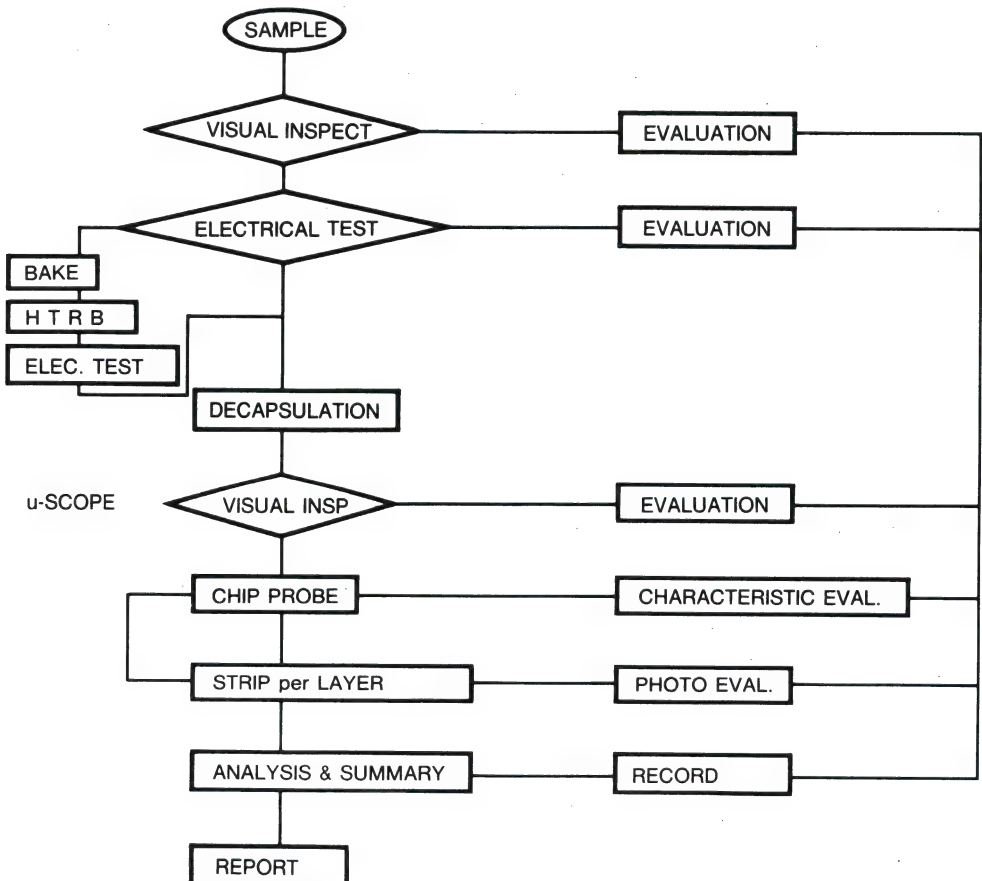 SAMPLE
VISUAL INSPECT
EVALUATION
ELECTRICAL TEST
EVALUATION
BAKE
H T R B
ELEC. TEST
DECAPSULATION
u-SCOPE
VISUAL INSP
EVALUATION
CHIP PROBE
CHARACTERISTIC EVAL.
STRIP per LAYER
PHOTO EVAL.
ANALYSIS & SUMMARY
RECORD
REPORT